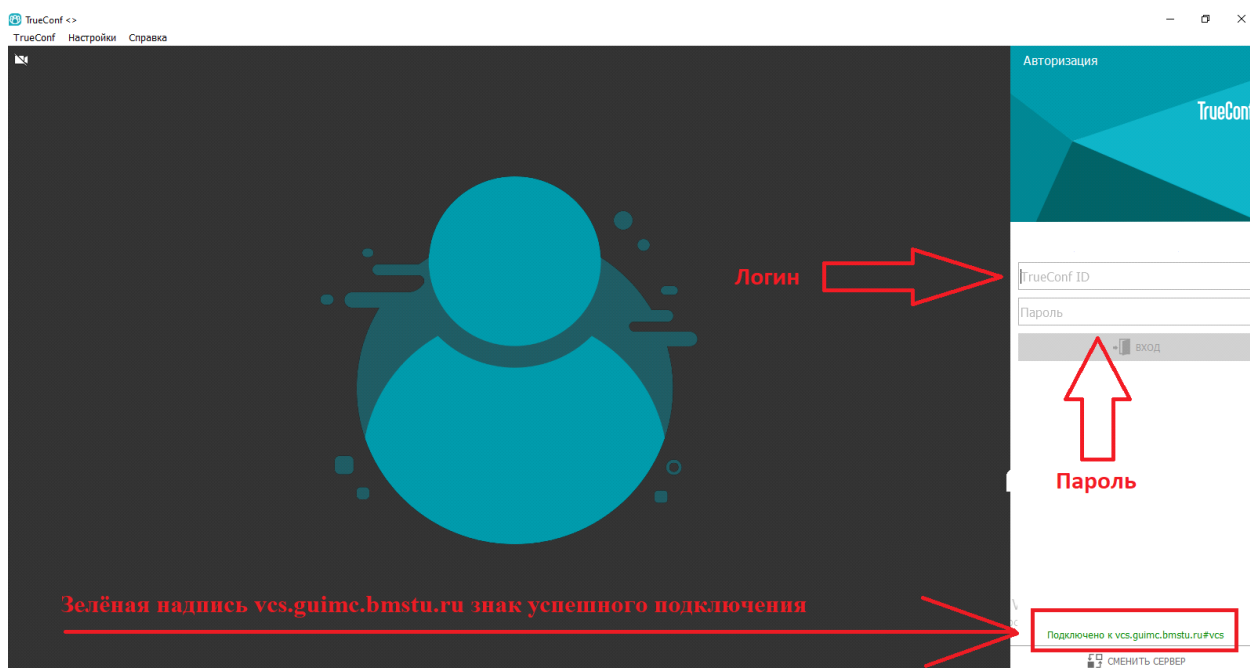 TrueConf <>
TrueConf Настройки Справка
Авторизация
TrueConf
Логин
TrueConf ID
Пароль
ВХОД
Пароль
Зелёная надпись vcs.guimc.bmstu.ru знак успешного подключения
Подключено к vcs.guimc.bmstu.ru#vcs
СМЕНИТЬ СЕРВЕР